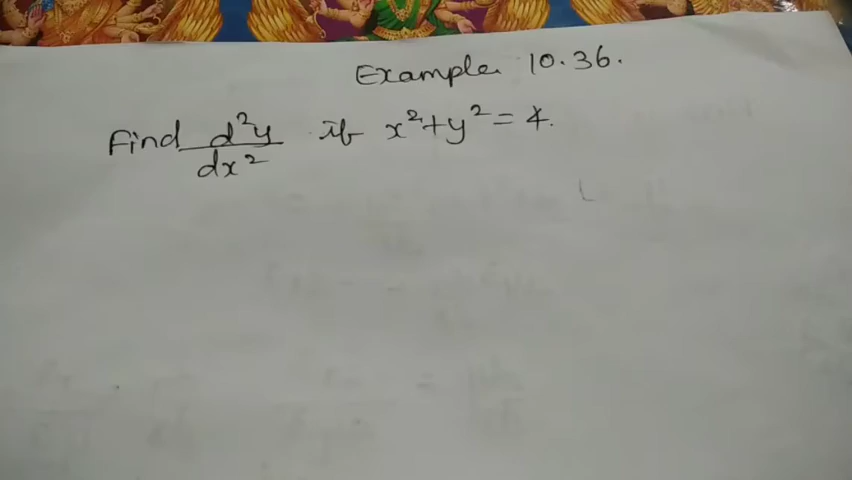 Example 10.36.
Find d²y/dx² if x²+y²=4.